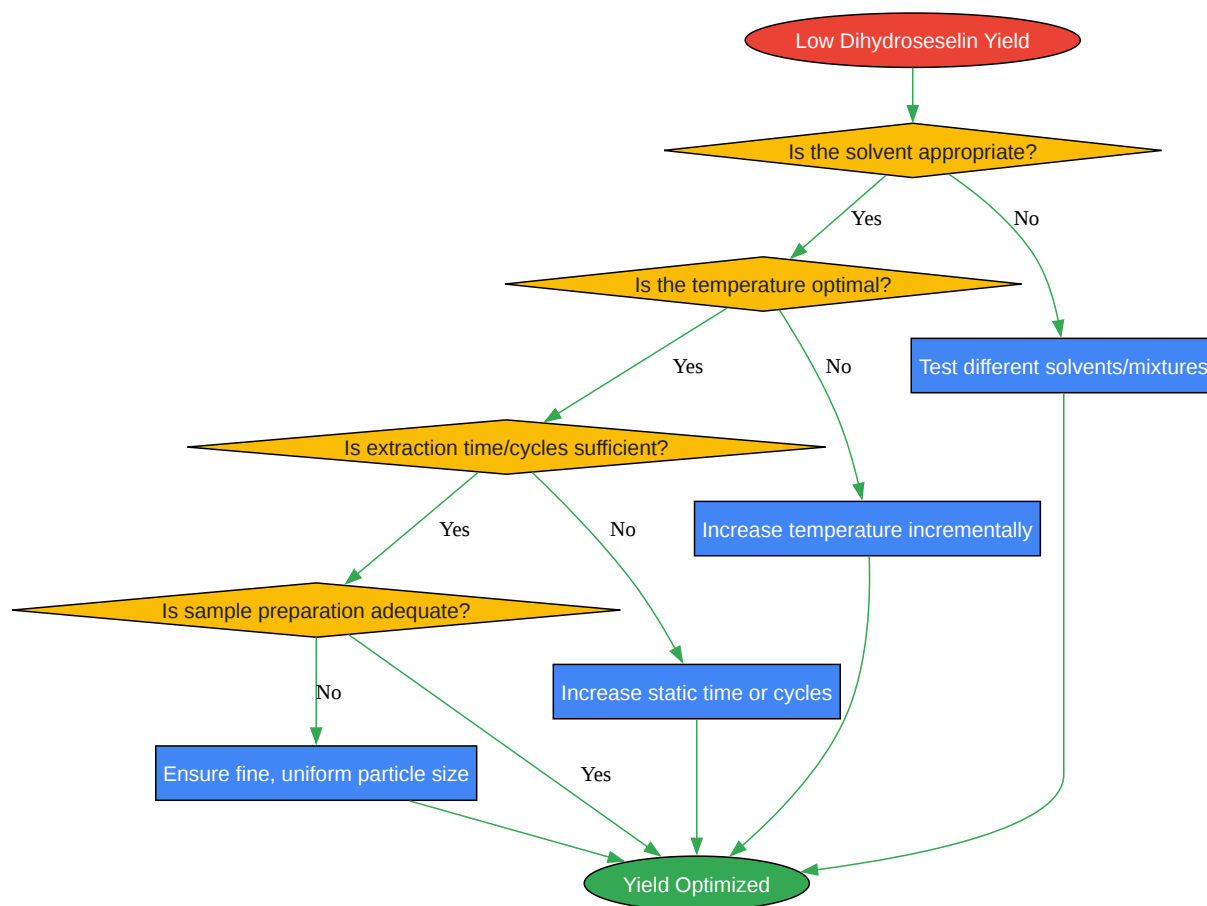 Low Dihydroseselin Yield
Is the solvent appropriate?
Yes
No
Is the temperature optimal?
Test different solvents/mixtures
Yes
No
Is extraction time/cycles sufficient?
Increase temperature incrementally
Yes
No
Is sample preparation adequate?
Increase static time or cycles
No
Ensure fine, uniform particle size
Yes
Yield Optimized